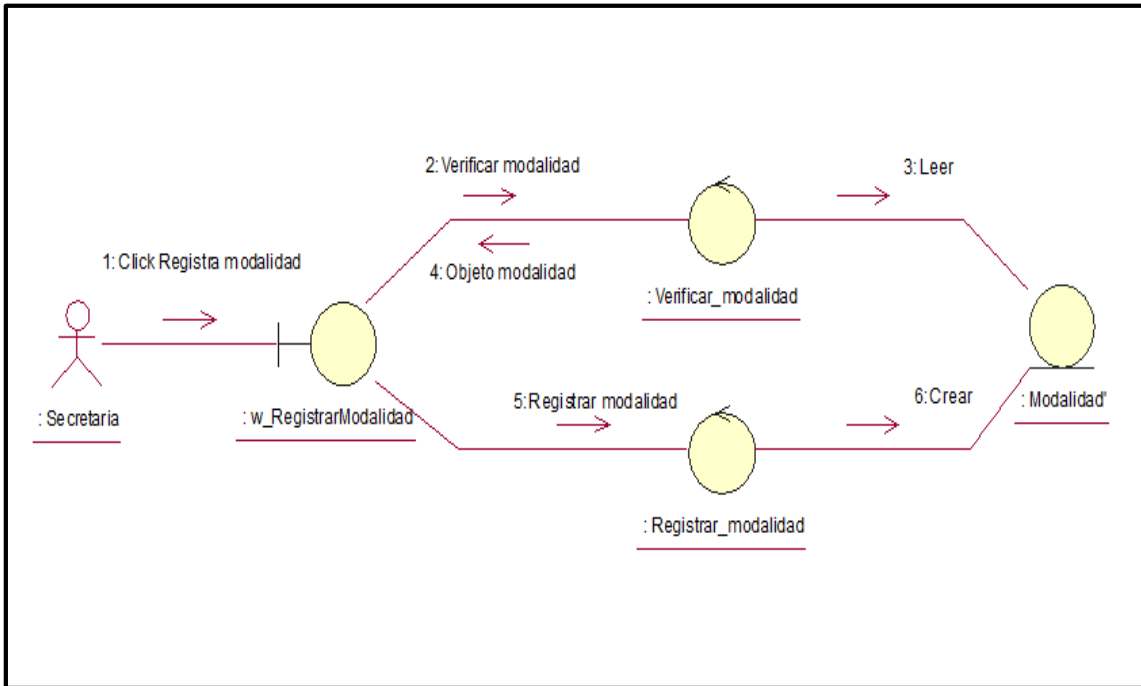 2: Verificar modalidad
3: Leer
1: Click Registra modalidad
4: Objeto modalidad
: Verificar_modalidad
5: Registrar modalidad
6: Crear
: Modalidad'
: Secretaria
: w_RegistrarModalidad
: Registrar_modalidad